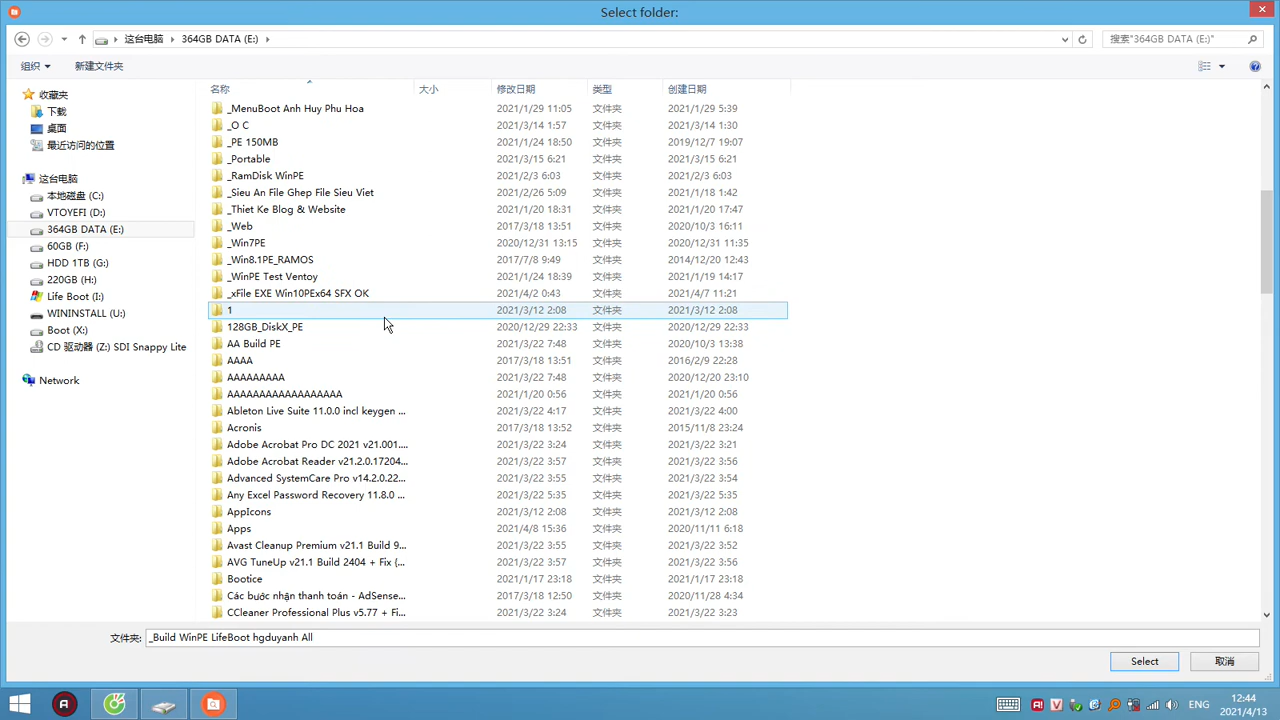 Select folder:
这台电脑 ▸ 364GB DATA (E:) ▸
搜索"364GB DATA (E:)"
组织 新建文件夹
名称 大小 修改日期 类型 创建日期
_MenuBoot Anh Huy Phu Hoa 2021/1/29 11:05 文件夹 2021/1/29 5:39
_O C 2021/3/14 1:57 文件夹 2021/3/14 1:30
_PE 150MB 2021/1/24 18:50 文件夹 2019/12/7 19:07
_Portable 2021/3/15 6:21 文件夹 2021/3/15 6:21
_RamDisk WinPE 2021/2/3 6:03 文件夹 2021/2/3 6:03
_Sieu An File Ghep File Sieu Viet 2021/2/26 5:09 文件夹 2021/1/18 1:42
_Thiet Ke Blog & Website 2021/1/20 18:31 文件夹 2021/1/20 17:47
_Web 2017/3/18 13:51 文件夹 2020/10/3 16:11
_Win7PE 2020/12/31 13:15 文件夹 2020/12/31 11:35
_Win8.1PE_RAMOS 2017/7/8 9:49 文件夹 2014/12/20 12:43
_WinPE Test Ventoy 2021/1/24 18:39 文件夹 2021/1/19 14:17
_xFile EXE Win10PEx64 SFX OK 2021/4/2 0:43 文件夹 2021/4/7 11:21
1 2021/3/12 2:08 文件夹 2021/3/12 2:08
128GB_DiskX_PE 2020/12/29 22:33 文件夹 2020/12/29 22:33
AA Build PE 2021/3/22 7:48 文件夹 2020/10/3 13:38
AAAA 2017/3/18 13:51 文件夹 2016/2/9 22:28
AAAAAAAAA 2021/3/22 7:48 文件夹 2020/12/20 23:10
AAAAAAAAAAAAAAAAAA 2021/1/20 0:56 文件夹 2021/1/20 0:56
Ableton Live Suite 11.0.0 incl keygen ... 2021/3/22 4:17 文件夹 2021/3/22 4:00
Acronis 2017/3/18 13:52 文件夹 2015/11/8 23:24
Adobe Acrobat Pro DC 2021 v21.001.... 2021/3/22 3:24 文件夹 2021/3/22 3:21
Adobe Acrobat Reader v21.2.0.17204... 2021/3/22 3:57 文件夹 2021/3/22 3:56
Advanced SystemCare Pro v14.2.0.22... 2021/3/22 3:55 文件夹 2021/3/22 3:54
Any Excel Password Recovery 11.8.0 ... 2021/3/22 5:35 文件夹 2021/3/22 5:35
AppIcons 2021/3/12 2:08 文件夹 2021/3/12 2:08
Apps 2021/4/8 15:36 文件夹 2020/11/11 6:18
Avast Cleanup Premium v21.1 Build 9... 2021/3/22 3:55 文件夹 2021/3/22 3:52
AVG TuneUp v21.1 Build 2404 + Fix (... 2021/3/22 3:57 文件夹 2021/3/22 3:56
Bootice 2021/1/17 23:18 文件夹 2021/1/17 23:18
Các bước nhận thanh toán - AdSense... 2017/3/18 12:50 文件夹 2020/11/28 4:34
CCleaner Professional Plus v5.77 + Fi... 2021/3/22 3:24 文件夹 2021/3/22 3:23
收藏夹
下载
桌面
最近访问的位置
这台电脑
本地磁盘 (C:)
VTOYEFI (D:)
364GB DATA (E:)
60GB (F:)
HDD 1TB (G:)
220GB (H:)
Life Boot (I:)
WININSTALL (U:)
Boot (X:)
CD 驱动器 (Z:) SDI Snappy Lite
Network
文件夹: _Build WinPE LifeBoot hgduyanh All
Select 取消
ENG 12:44
2021/4/13